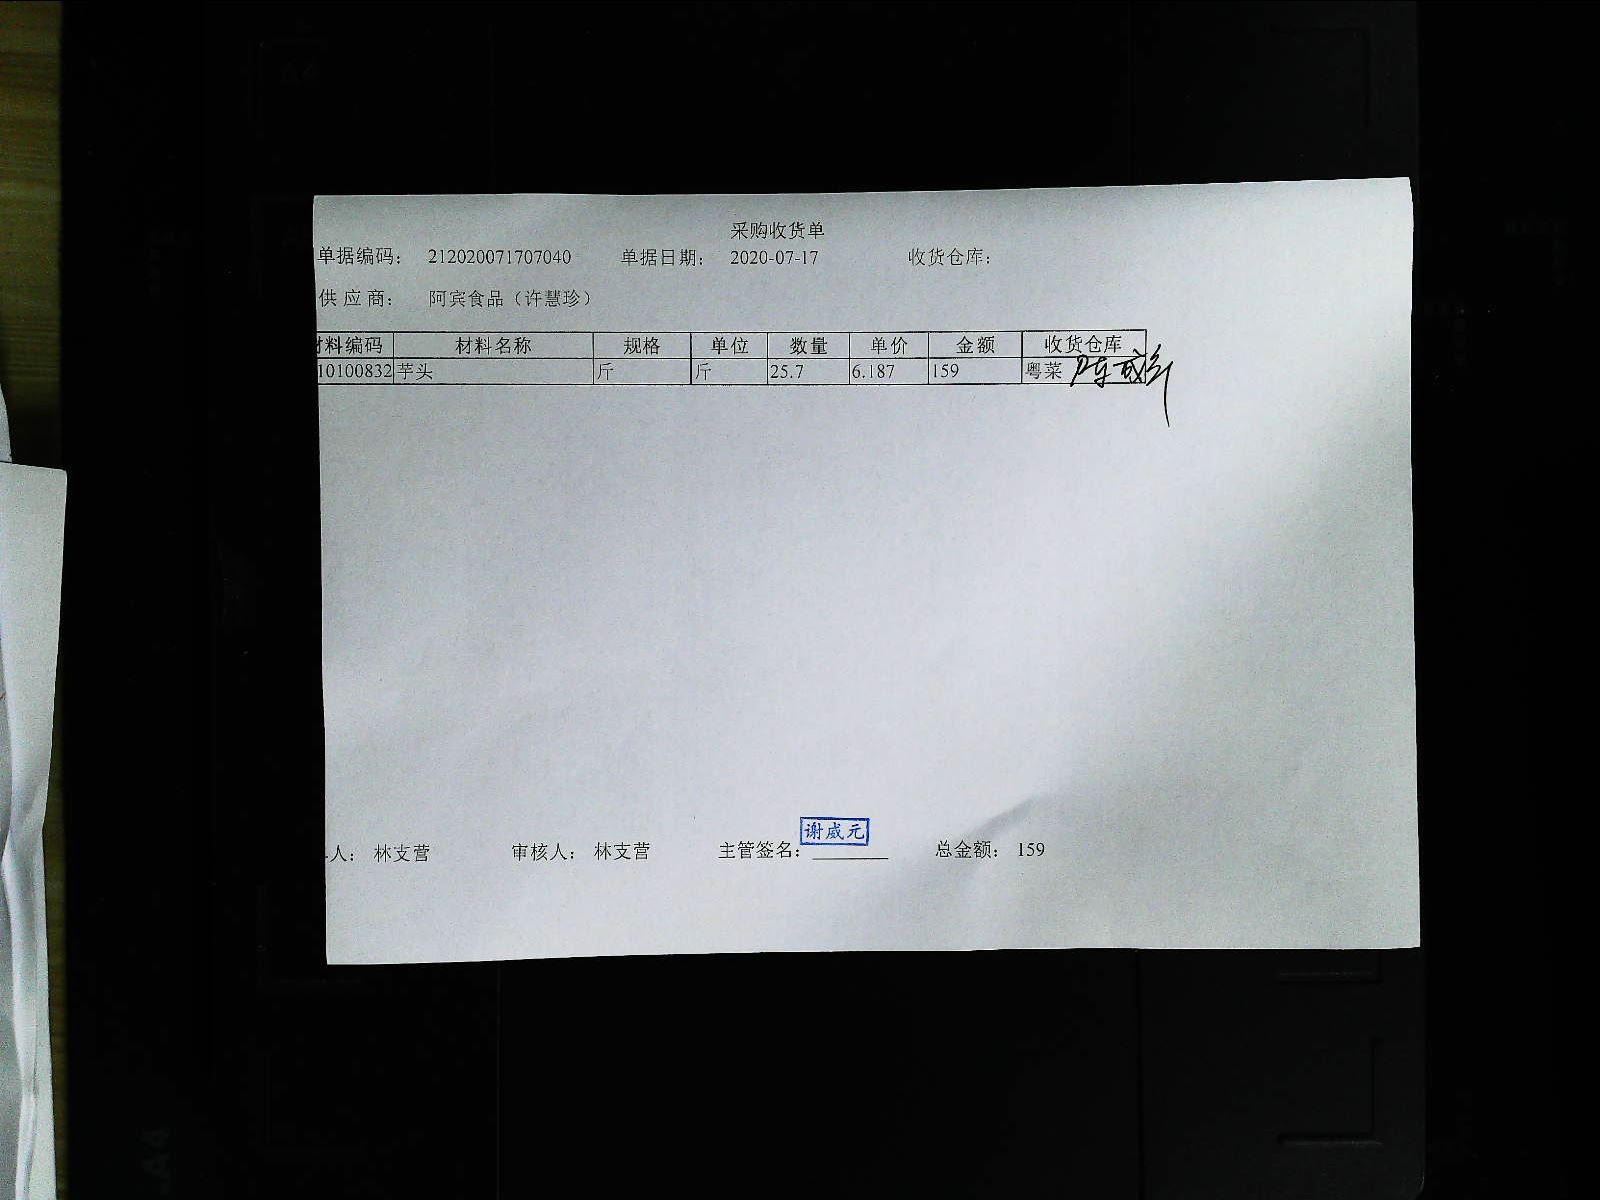 采购收货单
单据编码： 212020071707040 单据日期： 2020-07-17 收货仓库：
供应商： 阿宾食品（许慧珍）
材料编码 材料名称 规格 单位 数量 单价 金额 收货仓库
10100832 芋头 斤 斤 25.7 6.187 159 粤菜
谢威元
人： 林支营 审核人： 林支营 主管签名： 总金额： 159